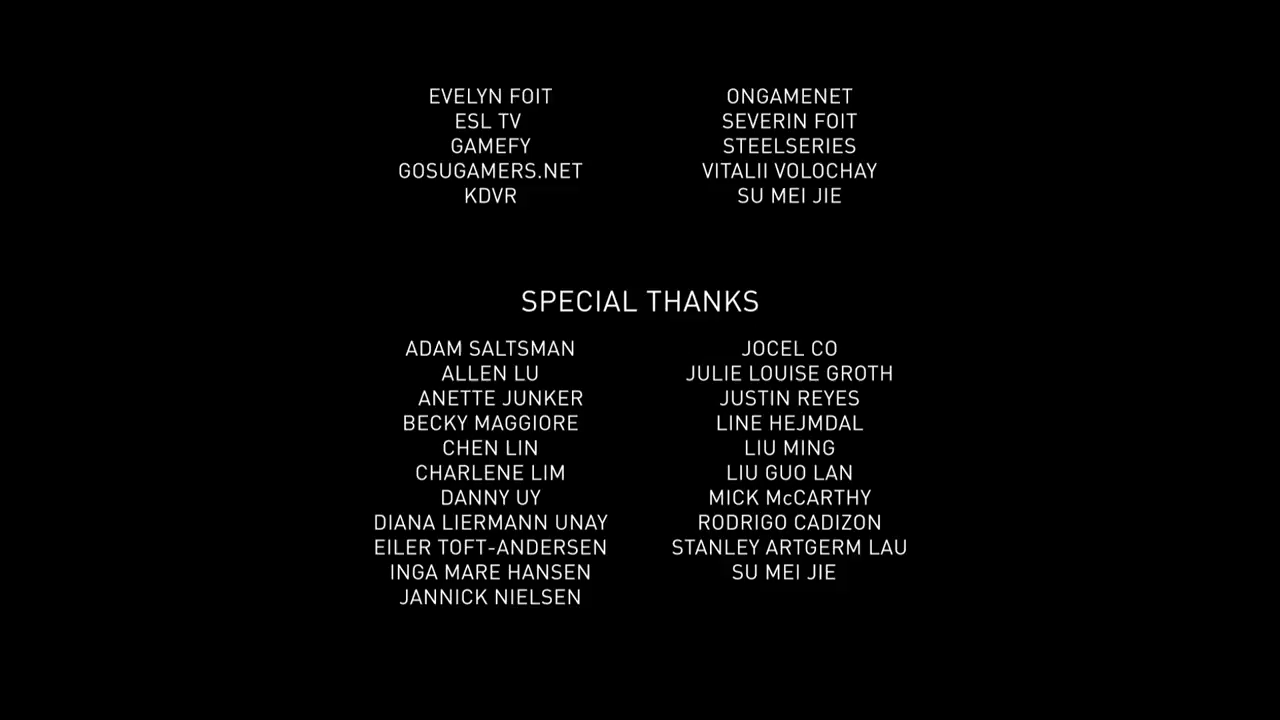 EVELYN FOIT
ESL TV
GAMEFY
GOSUGAMERS.NET
KDVR
ONGAMENET
SEVERIN FOIT
STEELSERIES
VITALII VOLOCHAY
SU MEI JIE
SPECIAL THANKS
ADAM SALTSMAN
ALLEN LU
ANETTE JUNKER
BECKY MAGGIORE
CHEN LIN
CHARLENE LIM
DANNY UY
DIANA LIERMANN UNAY
EILER TOFT-ANDERSEN
INGA MARE HANSEN
JANNICK NIELSEN
JOCEL CO
JULIE LOUISE GROTH
JUSTIN REYES
LINE HEJMDAL
LIU MING
LIU GUO LAN
MICK McCARTHY
RODRIGO CADIZON
STANLEY ARTGERM LAU
SU MEI JIE